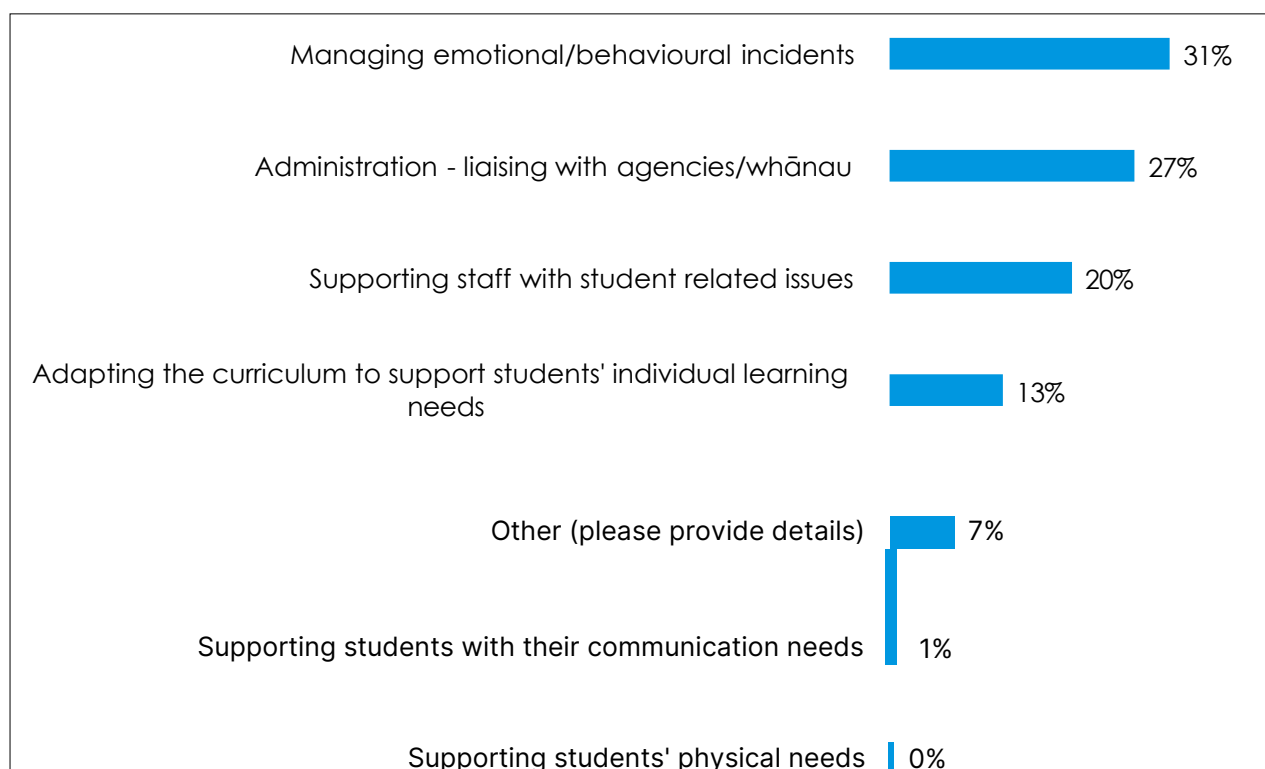 Managing emotional/behavioural incidents 31%
Administration - liaising with agencies/whānau 27%
Supporting staff with student related issues 20%
Adapting the curriculum to support students' individual learning
needs
13%
Other (please provide details) 7%
Supporting students with their communication needs 1%
Supporting students' physical needs 0%